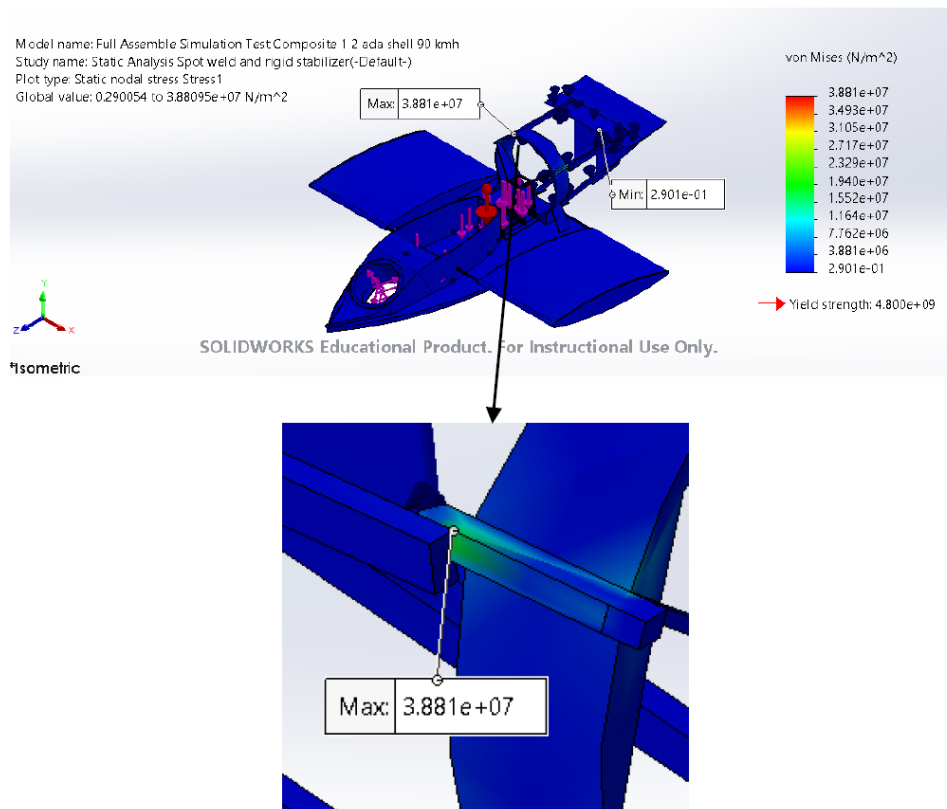 Model name: Full Assemble Simulation Test Composite 1 2 ada shell 90 kmh
Study name: Static Analysis Spot weld and rigid stabilizer(-Default-)
Plot type: Static nodal stress Stress1
Global value: 0.290054 to 3.88095e+07 N/m^2
von Mises (N/m^2)
3.881e+07
3.493e+07
3.105e+07
2.717e+07
2.329e+07
1.940e+07
1.552e+07
1.164e+07
7.762e+06
3.881e+06
2.901e-01
Yield strength: 4.800e+09
Max: 3.881e+07
Min: 2.901e-01
Y
Z
X
SOLIDWORKS Educational Product. For Instructional Use Only.
*Isometric
Max: 3.881e+07